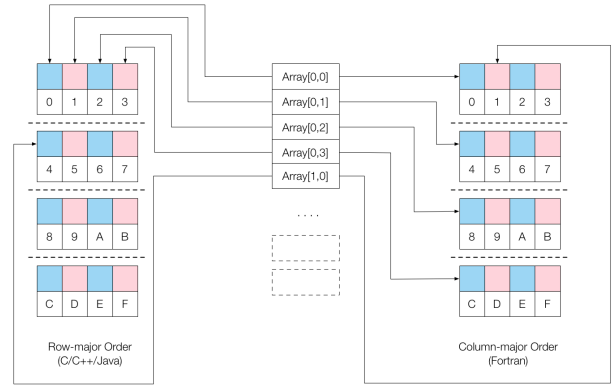 Array[0,0]
0 1 2 3
0 1 2 3
Array[0,1]
Array[0,2]
4 5 6 7
Array[0,3]
4 5 6 7
Array[1,0]
8 9 A B
. . . .
8 9 A B
C D E F
C D E F
Row-major Order
(C/C++/Java)
Column-major Order
(Fortran)